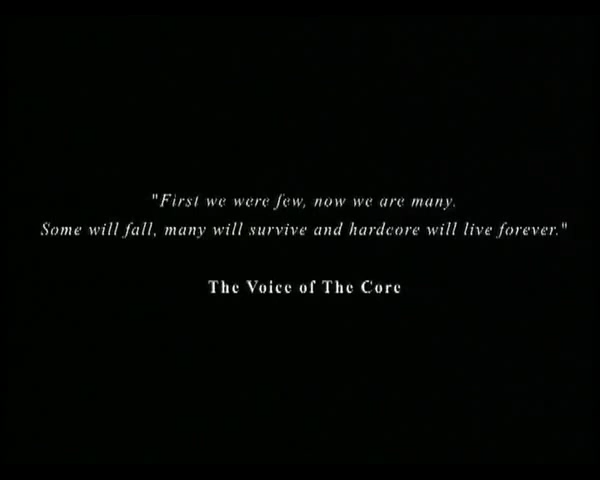 "First we were few, now we are many.
Some will fall, many will survive and hardcore will live forever."
The Voice of The Core